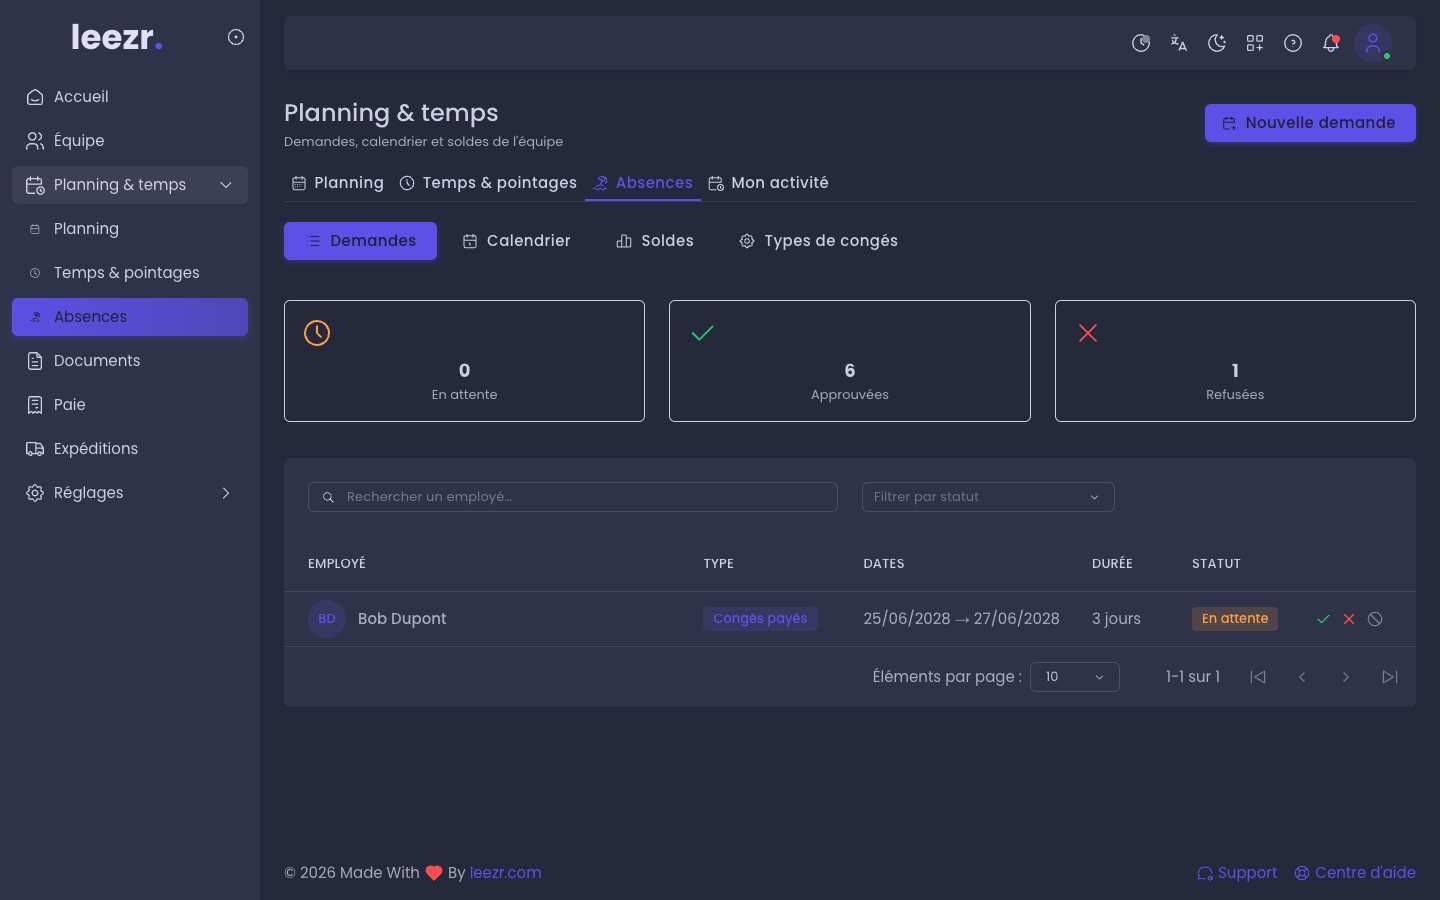 leezr.
Accueil
Équipe
Planning & temps
Planning
Temps & pointages
Absences
Documents
Paie
Expéditions
Réglages
Planning & temps
Demandes, calendrier et soldes de l'équipe
Nouvelle demande
Planning
Temps & pointages
Absences
Mon activité
Demandes
Calendrier
Soldes
Types de congés
0
En attente
6
Approuvées
1
Refusées
Rechercher un employé...
Filtrer par statut
EMPLOYÉ TYPE DATES DURÉE STATUT
BD Bob Dupont Congés payés 25/06/2028 → 27/06/2028 3 jours En attente
Éléments par page : 10 1-1 sur 1
© 2026 Made With By leezr.com
Support
Centre d'aide